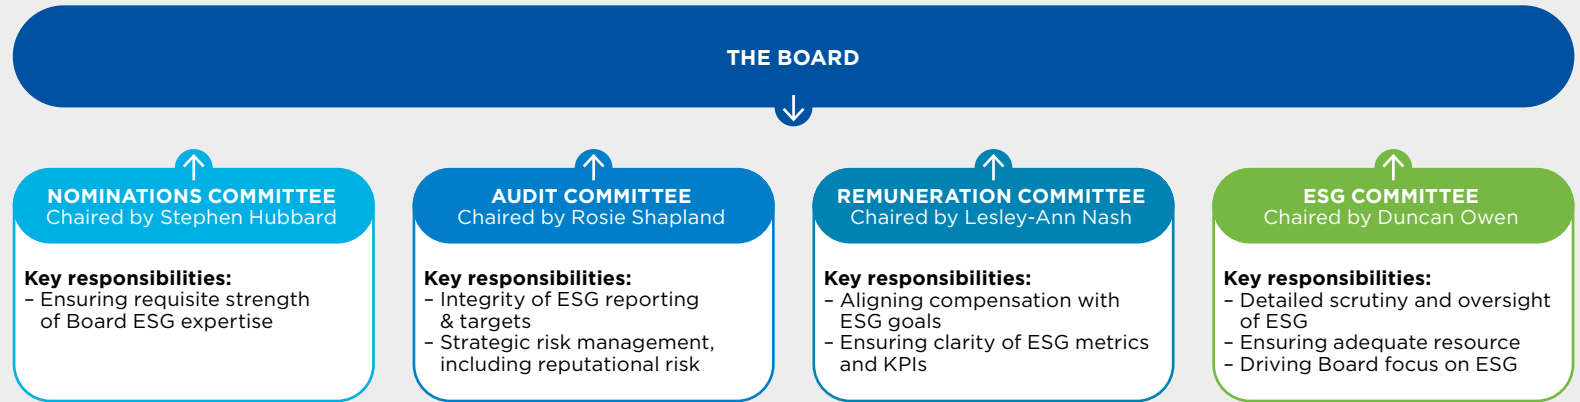 THE BOARD
NOMINATIONS COMMITTEE
Chaired by Stephen Hubbard
Key responsibilities:
– Ensuring requisite strength
of Board ESG expertise
AUDIT COMMITTEE
Chaired by Rosie Shapland
Key responsibilities:
– Integrity of ESG reporting
& targets
– Strategic risk management,
including reputational risk
REMUNERATION COMMITTEE
Chaired by Lesley-Ann Nash
Key responsibilities:
– Aligning compensation with
ESG goals
– Ensuring clarity of ESG metrics
and KPIs
ESG COMMITTEE
Chaired by Duncan Owen
Key responsibilities:
– Detailed scrutiny and oversight
of ESG
– Ensuring adequate resource
– Driving Board focus on ESG